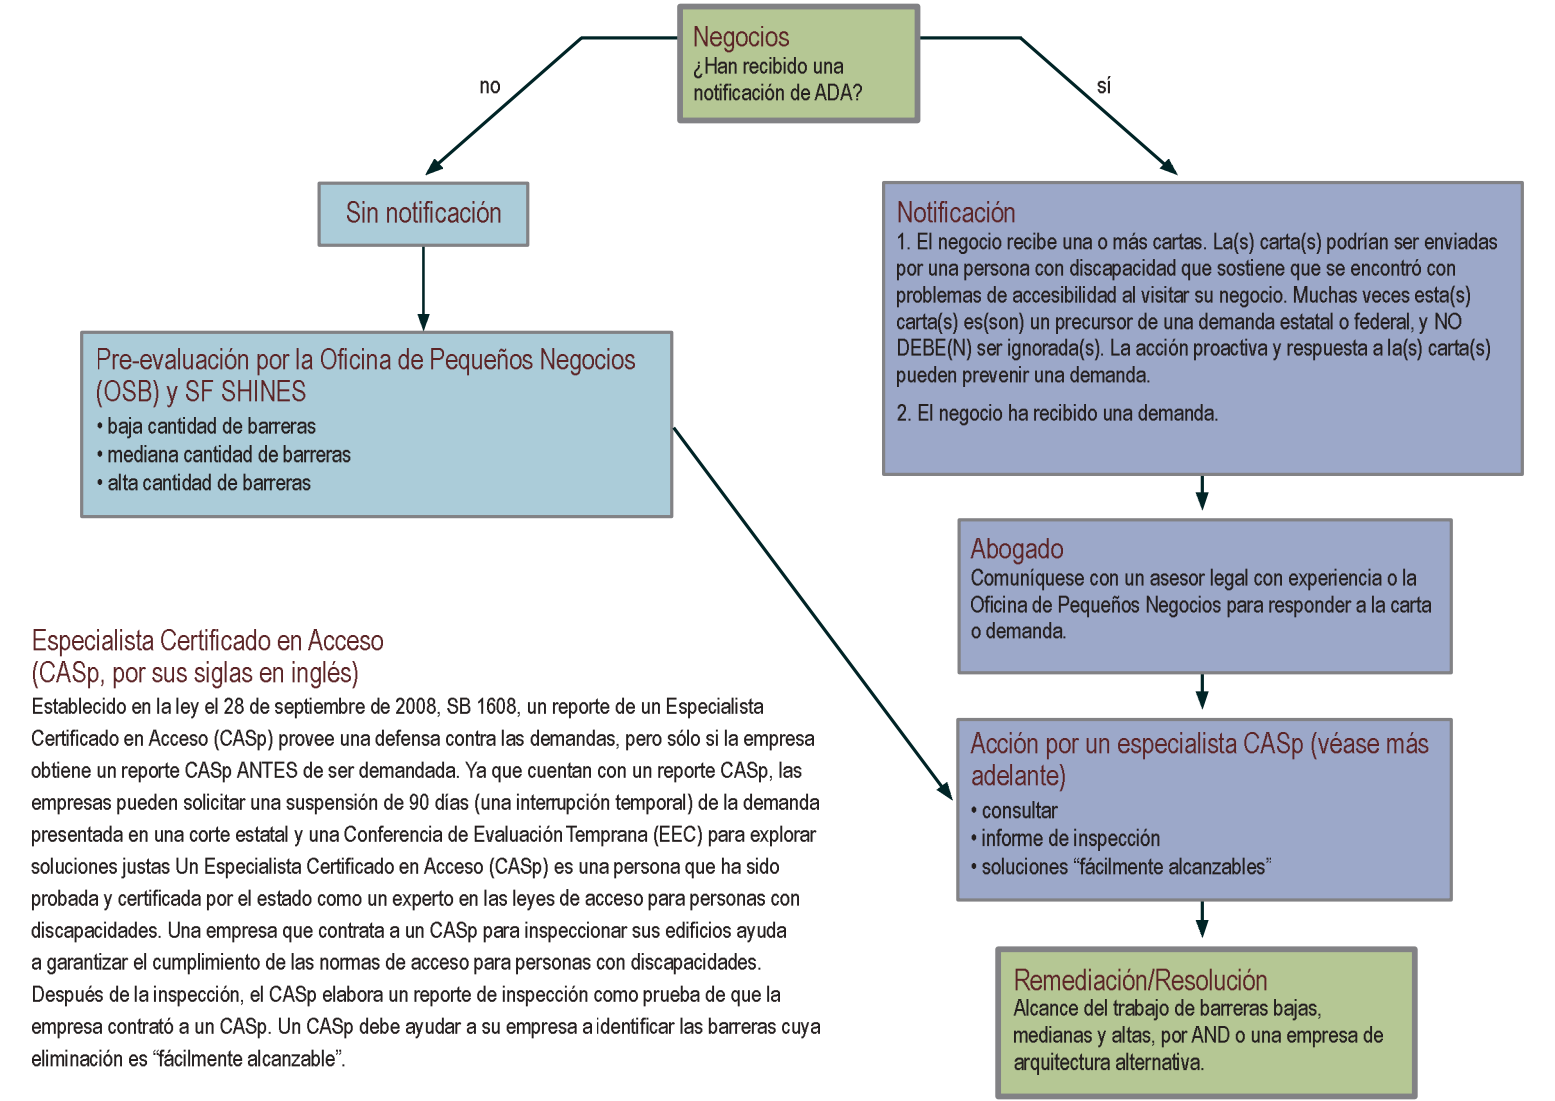 Negocios
¿Han recibido una
notificación de ADA?
no
sí
Sin notificación
Pre-evaluación por la Oficina de Pequeños Negocios
(OSB) y SF SHINES
• baja cantidad de barreras
• mediana cantidad de barreras
• alta cantidad de barreras
Notificación
1. El negocio recibe una o más cartas. La(s) carta(s) podrían ser enviadas
por una persona con discapacidad que sostiene que se encontró con
problemas de accesibilidad al visitar su negocio. Muchas veces esta(s)
carta(s) es(son) un precursor de una demanda estatal o federal, y NO
DEBE(N) ser ignorada(s). La acción proactiva y respuesta a la(s) carta(s)
pueden prevenir una demanda.
2. El negocio ha recibido una demanda.
Abogado
Comuníquese con un asesor legal con experiencia o la
Oficina de Pequeños Negocios para responder a la carta
o demanda.
Acción por un especialista CASp (véase más
adelante)
• consultar
• informe de inspección
• soluciones “fácilmente alcanzables”
Remediación/Resolución
Alcance del trabajo de barreras bajas,
medianas y altas, por AND o una empresa de
arquitectura alternativa.
Especialista Certificado en Acceso
(CASp, por sus siglas en inglés)
Establecido en la ley el 28 de septiembre de 2008, SB 1608, un reporte de un Especialista
Certificado en Acceso (CASp) provee una defensa contra las demandas, pero sólo si la empresa
obtiene un reporte CASp ANTES de ser demandada. Ya que cuentan con un reporte CASp, las
empresas pueden solicitar una suspensión de 90 días (una interrupción temporal) de la demanda
presentada en una corte estatal y una Conferencia de Evaluación Temprana (EEC) para explorar
soluciones justas Un Especialista Certificado en Acceso (CASp) es una persona que ha sido
probada y certificada por el estado como un experto en las leyes de acceso para personas con
discapacidades. Una empresa que contrata a un CASp para inspeccionar sus edificios ayuda
a garantizar el cumplimiento de las normas de acceso para personas con discapacidades.
Después de la inspección, el CASp elabora un reporte de inspección como prueba de que la
empresa contrató a un CASp. Un CASp debe ayudar a su empresa a identificar las barreras cuya
eliminación es “fácilmente alcanzable”.